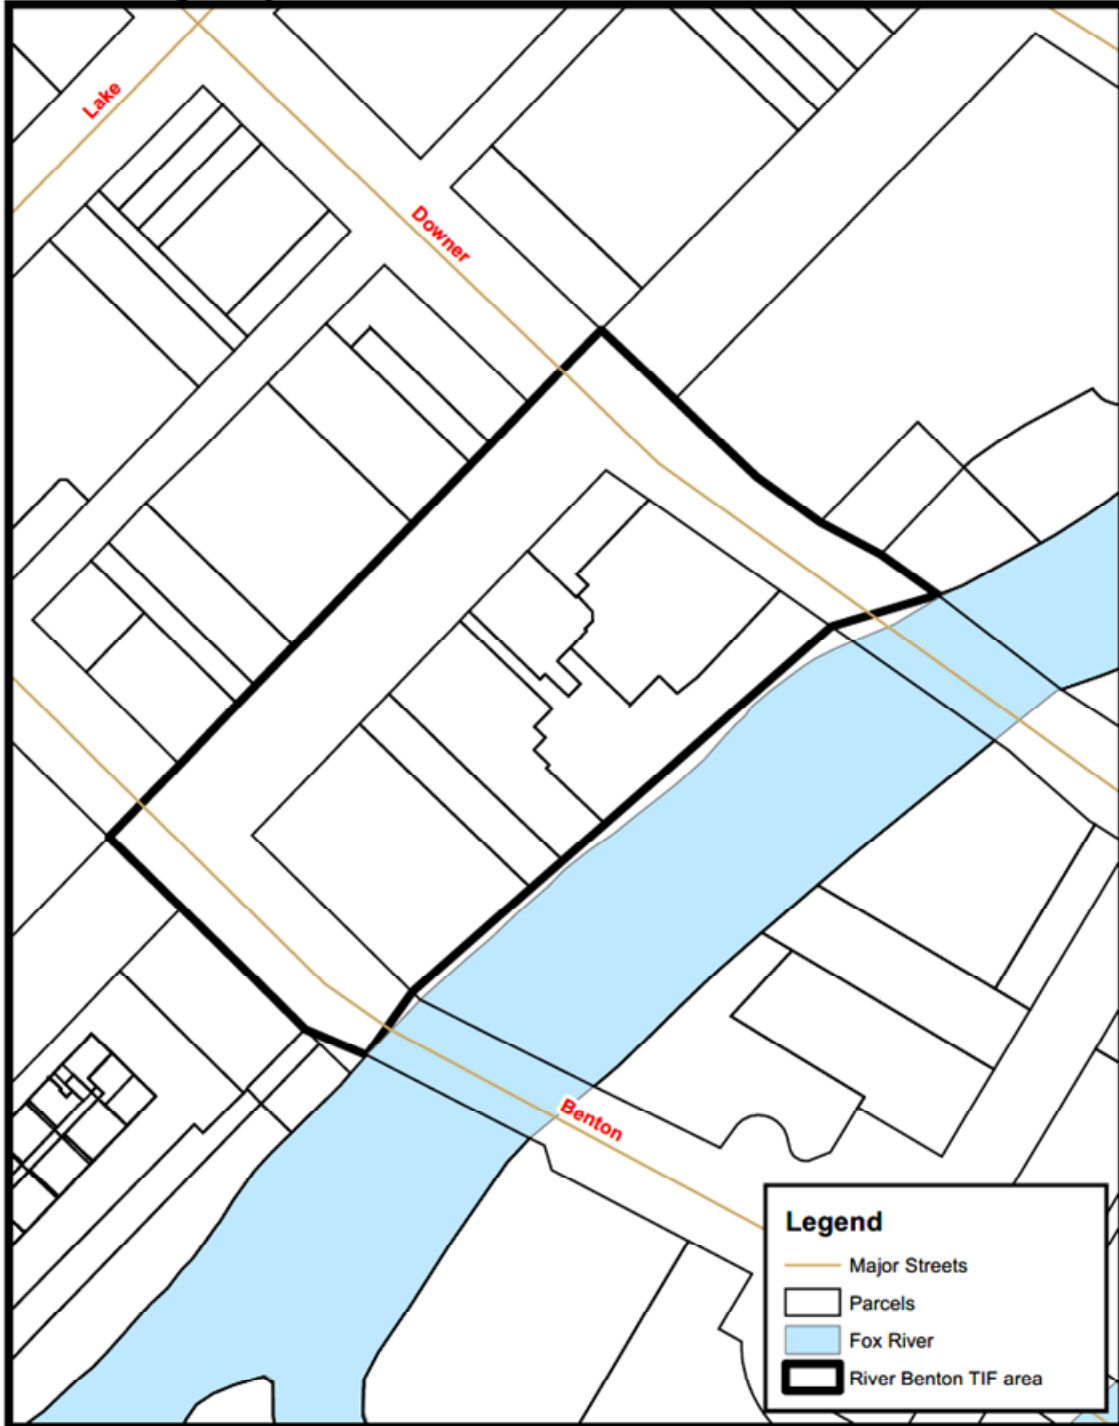 Lake
Downer
Benton
Legend
Major Streets
Parcels
Fox River
River Benton TIF area